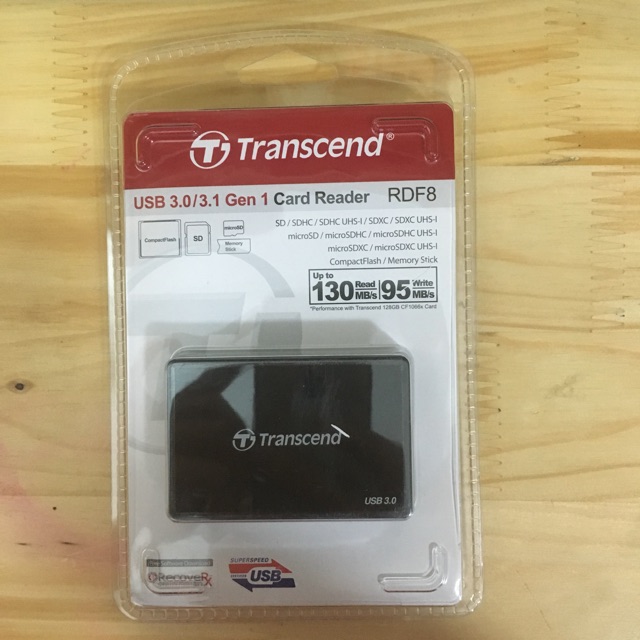 Transcend®
USB 3.0/3.1 Gen 1 Card Reader RDF8
CompactFlash
SD
microSD
Memory Stick
SD / SDHC / SDHC UHS-I / SDXC / SDXC UHS-I
microSD / microSDHC / microSDHC UHS-I
microSDXC / microSDXC UHS-I
CompactFlash / Memory Stick
Up to
130 Read MB/s 95 Write MB/s
*Performance with Transcend 128GB CF1066x Card
Transcend
USB 3.0
RecoveRx
SUPERSPEED
CERTIFIED
USB